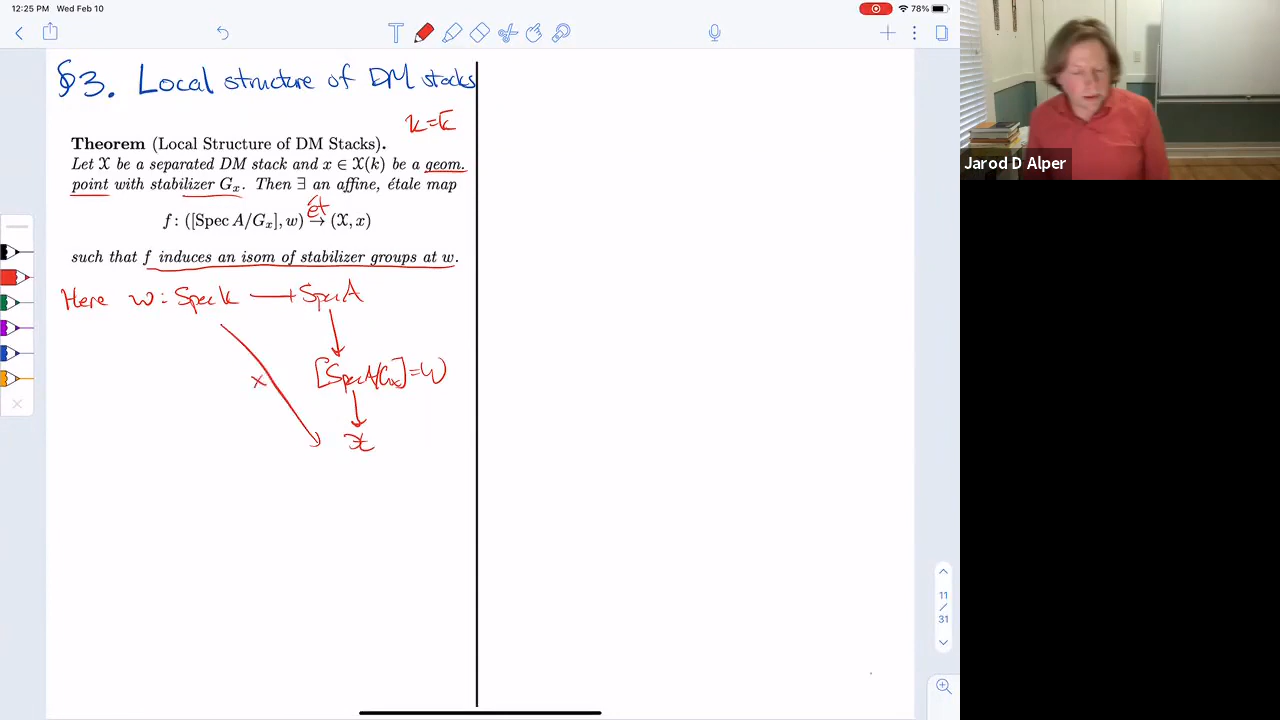 12:25 PM Wed Feb 10
78%
§3. Local structure of DM stacks
k = k̄
Theorem (Local Structure of DM Stacks).
Let 𝒳 be a separated DM stack and x ∈ 𝒳(k) be a geom.
point with stabilizer Gₓ. Then ∃ an affine, étale map
ét
f : ([Spec A/Gₓ], w) → (𝒳, x)
such that f induces an isom of stabilizer groups at w.
Here w : Spec k → Spec A
x
[Spec A/Gₓ] = W
𝒳
11
/
31
Jarod D Alper